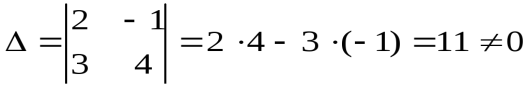 Δ = |2 - 1| = 2 · 4 - 3 · (- 1) = 11 ≠ 0
|3 4|